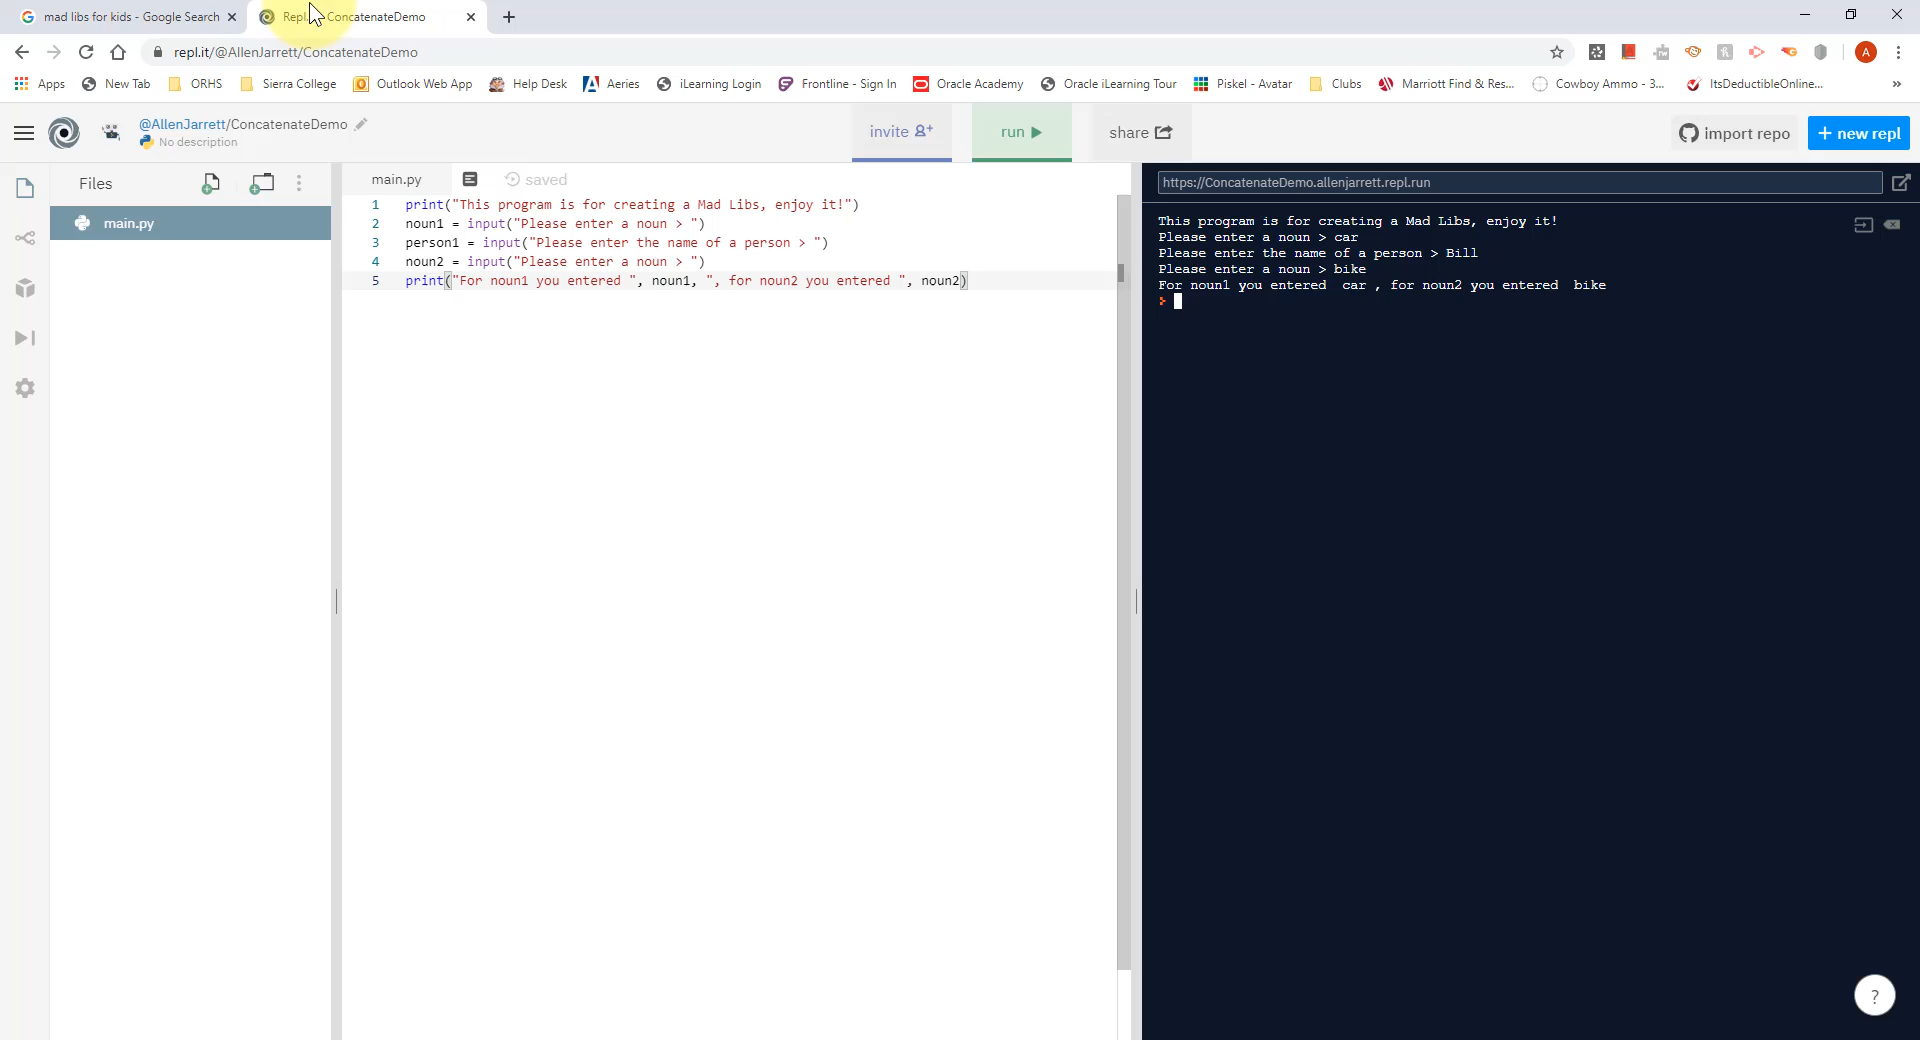 mad libs for kids - Google Search
Repl. ConcatenateDemo
repl.it/@AllenJarrett/ConcatenateDemo
A
Apps
New Tab
ORHS
Sierra College
Outlook Web App
Help Desk
Aeries
iLearning Login
Frontline - Sign In
Oracle Academy
Oracle iLearning Tour
Piskel - Avatar
Clubs
Marriott Find & Res...
Cowboy Ammo - 3...
ItsDeductibleOnline...
»
@AllenJarrett/ConcatenateDemo
No description
invite
run
share
import repo
+ new repl
Files
main.py
main.py
saved
1 print("This program is for creating a Mad Libs, enjoy it!")
2 noun1 = input("Please enter a noun > ")
3 person1 = input("Please enter the name of a person > ")
4 noun2 = input("Please enter a noun > ")
5 print("For noun1 you entered ", noun1, ", for noun2 you entered ", noun2)
https://ConcatenateDemo.allenjarrett.repl.run
This program is for creating a Mad Libs, enjoy it!
Please enter a noun > car
Please enter the name of a person > Bill
Please enter a noun > bike
For noun1 you entered  car , for noun2 you entered  bike
>
?